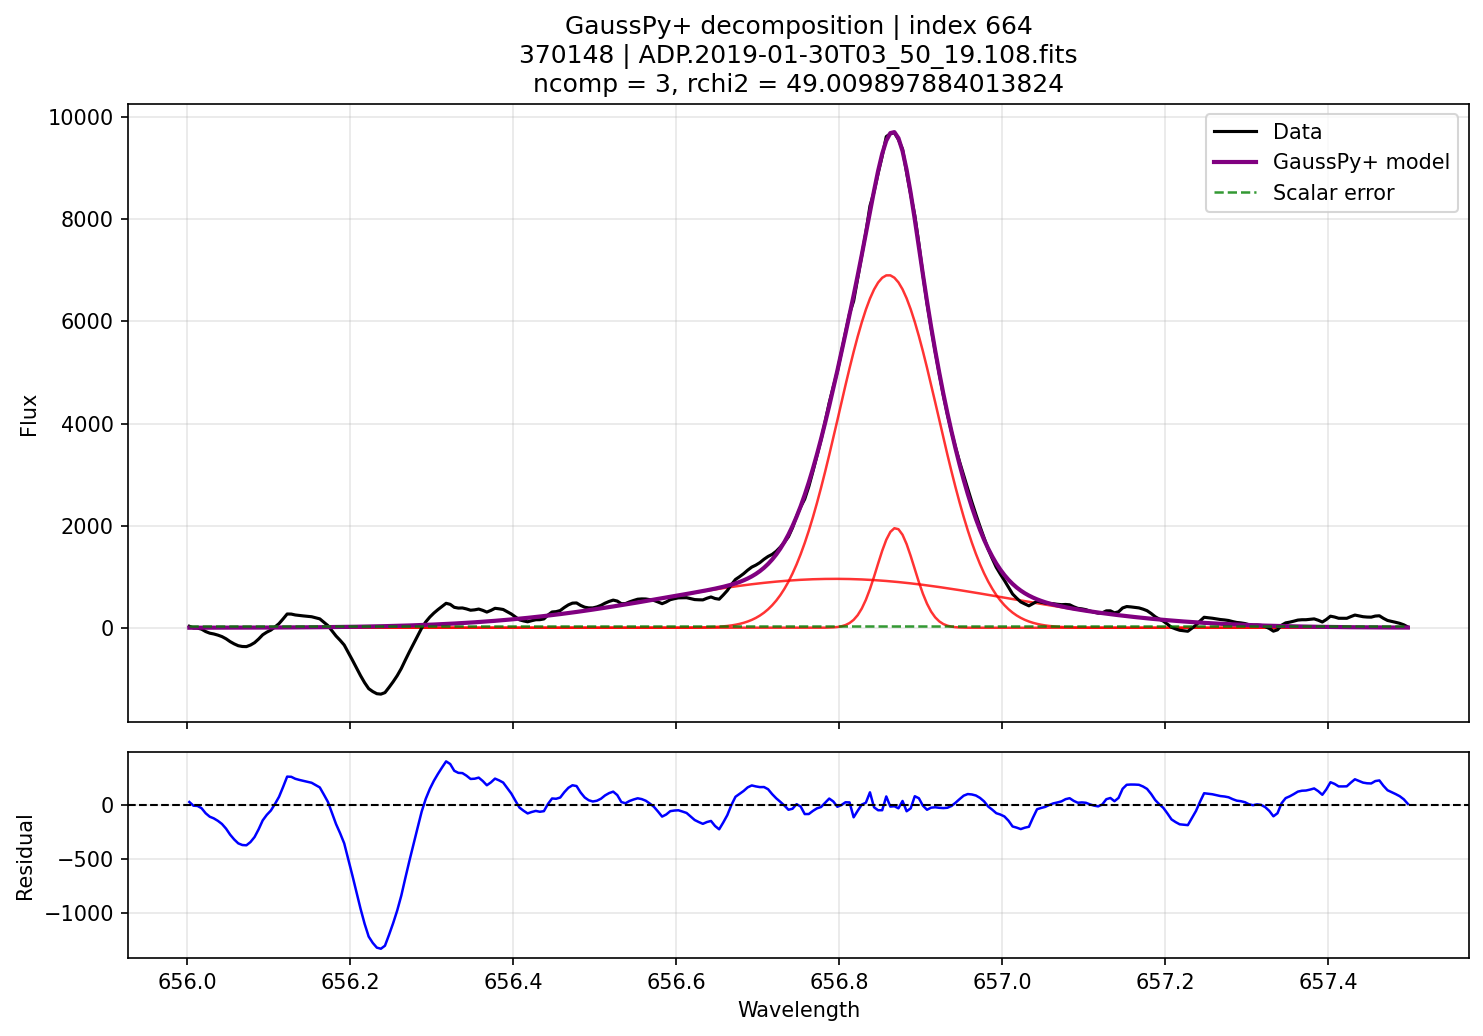 GaussPy+ decomposition | index 664
370148 | ADP.2019-01-30T03_50_19.108.fits
ncomp = 3, rchi2 = 49.009897884013824
Data
GaussPy+ model
Scalar error
10000
8000
6000
4000
2000
0
Flux
0
−500
−1000
Residual
656.0
656.2
656.4
656.6
656.8
657.0
657.2
657.4
Wavelength